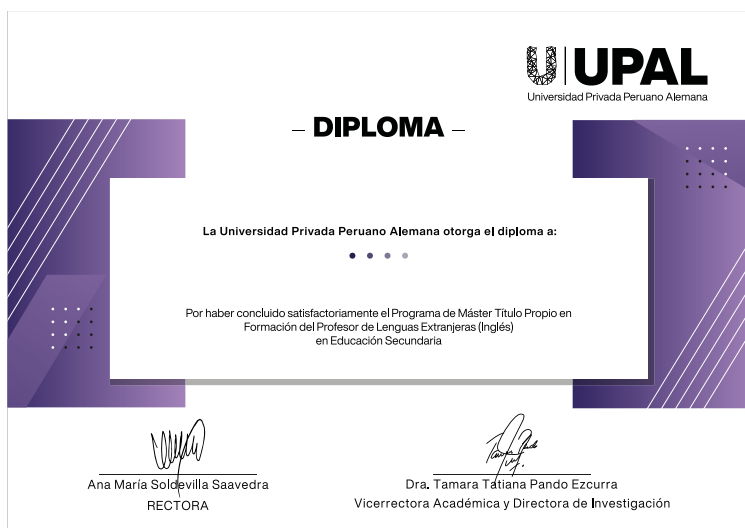 UPAL
Universidad Privada Peruano Alemana
– DIPLOMA –
La Universidad Privada Peruano Alemana otorga el diploma a:
Por haber concluido satisfactoriamente el Programa de Máster Título Propio en
Formación del Profesor de Lenguas Extranjeras (Inglés)
en Educación Secundaria
Ana María Soldevilla Saavedra
RECTORA
Dra. Tamara Tatiana Pando Ezcurra
Vicerrectora Académica y Directora de Investigación